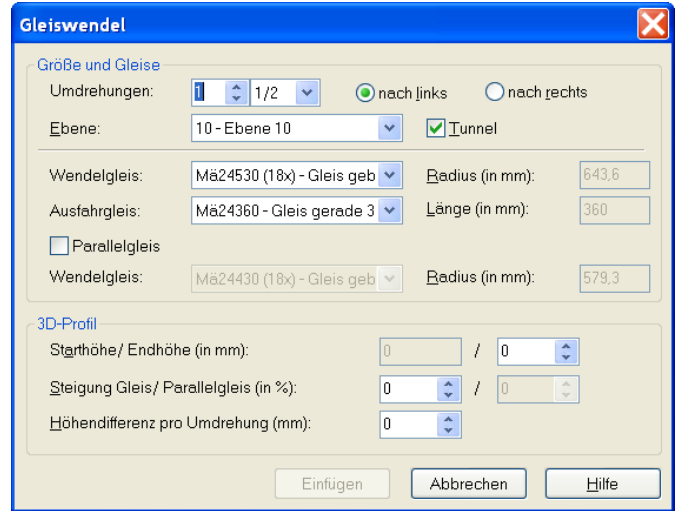 Gleiswendel
Größe und Gleise
Umdrehungen: 1 1/2 nach links nach rechts
Ebene: 10 - Ebene 10 Tunnel
Wendelgleis: Mä24530 (18x) - Gleis geb Radius (in mm): 643,6
Ausfahrgleis: Mä24360 - Gleis gerade 3 Länge (in mm): 360
Parallelgleis
Wendelgleis: Mä24430 (18x) - Gleis geb Radius (in mm): 579,3
3D-Profil
Starthöhe/ Endhöhe (in mm): 0 / 0
Steigung Gleis/ Parallelgleis (in %): 0 / 0
Höhendifferenz pro Umdrehung (mm): 0
Einfügen Abbrechen Hilfe